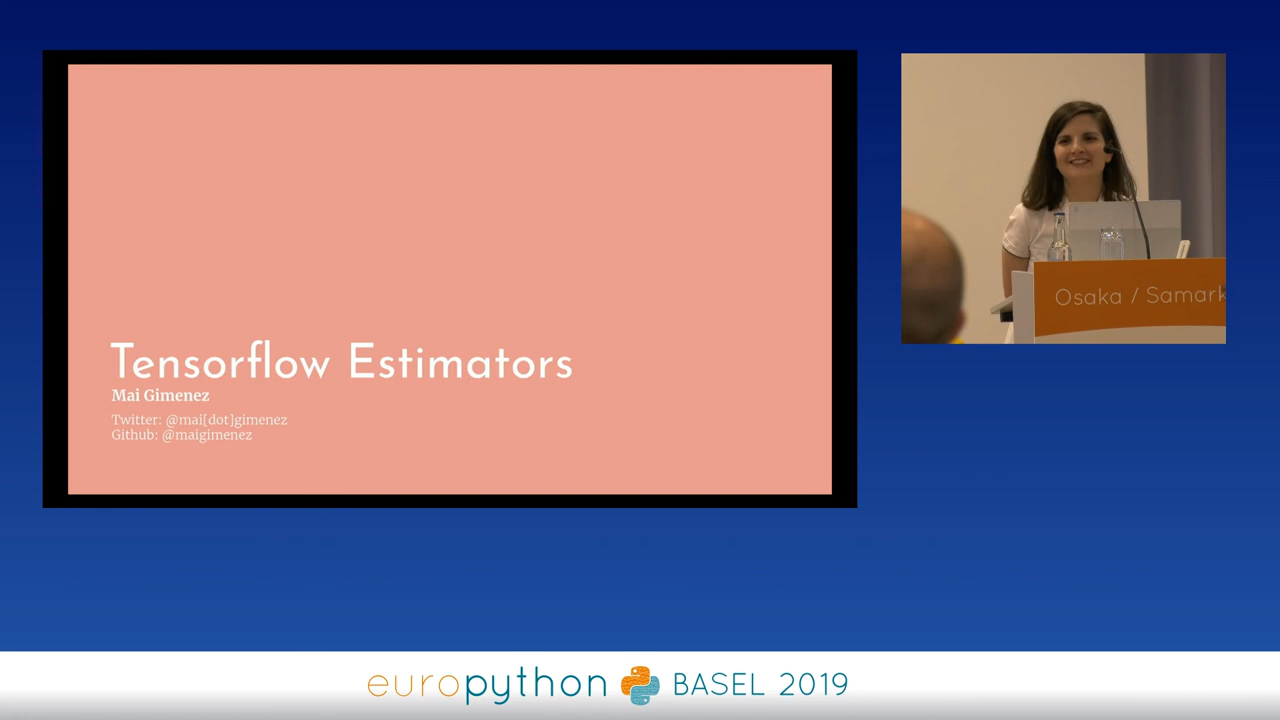 Tensorflow Estimators
Mai Gimenez
Twitter: @mai[dot]gimenez
Github: @maigimenez
Osaka / Samark
europython BASEL 2019